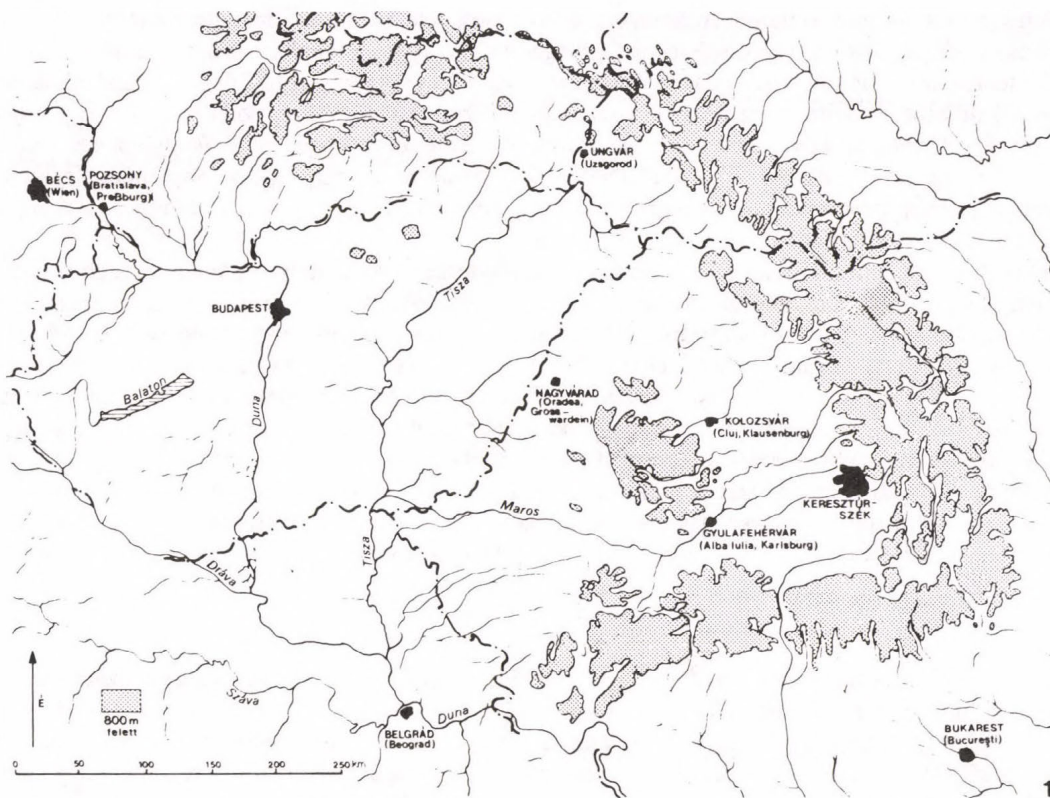 UNGVÁR
(Uzsgorod)
BÉCS
(Wien)
POZSONY
(Bratislava,
Preßburg)
Tisza
BUDAPEST
Balaton
Duna
NAGYVÁRAD
(Oradea,
Gross-
wardein)
KOLOZSVÁR
(Cluj, Klausenburg)
KERESZTÚR-
SZÉK
Maros
GYULAFEHÉRVÁR
(Alba Iulia, Karlsburg)
Tisza
Dráva
É
800 m
felett
Száva
Duna
BELGRÁD
(Beograd)
BUKAREST
(Bucureşti)
0 50 100 150 200 250 km
1